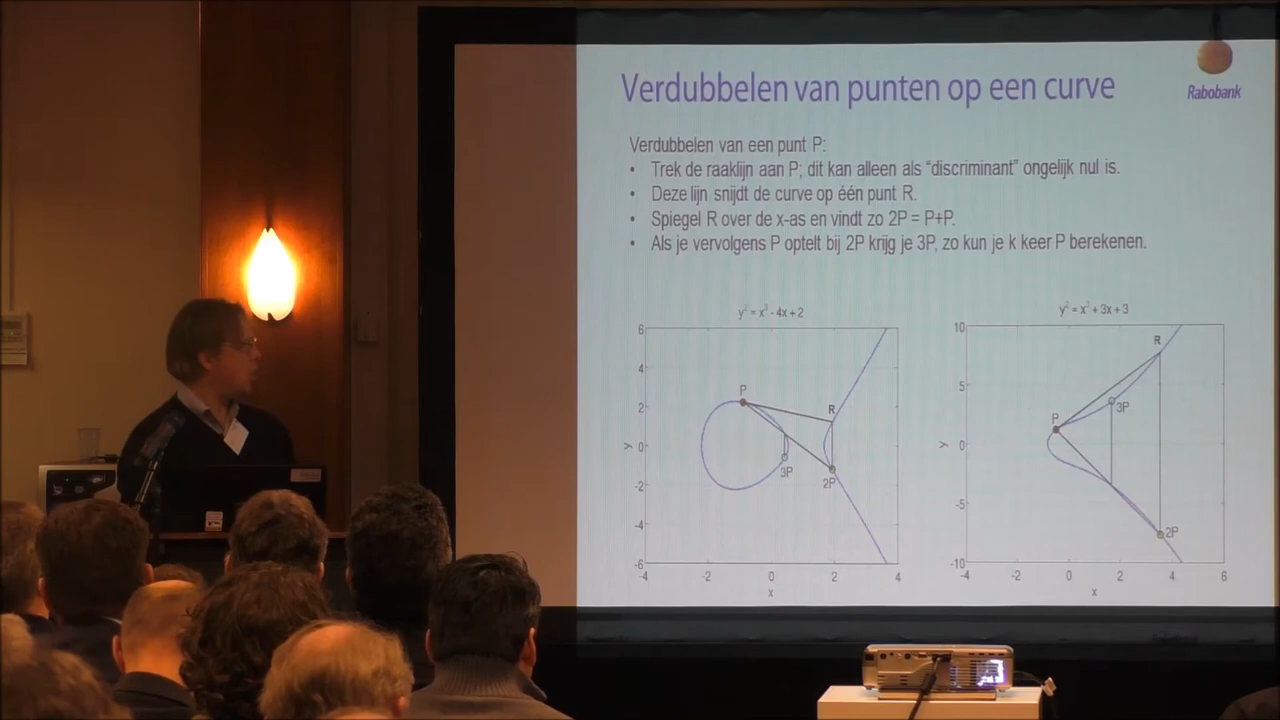 Verdubbelen van punten op een curve
Rabobank
Verdubbelen van een punt P:
• Trek de raaklijn aan P; dit kan alleen als “discriminant” ongelijk nul is.
• Deze lijn snijdt de curve op één punt R.
• Spiegel R over de x-as en vindt zo 2P = P+P.
• Als je vervolgens P optelt bij 2P krijg je 3P, zo kun je k keer P berekenen.
y² = x³ - 4x + 2
6
4
2
0
-2
-4
-6
y
-4 -2 0 2 4
x
P
R
3P
2P
y² = x³ + 3x + 3
10
5
0
-5
-10
y
-4 -2 0 2 4 6
x
R
P
3P
2P